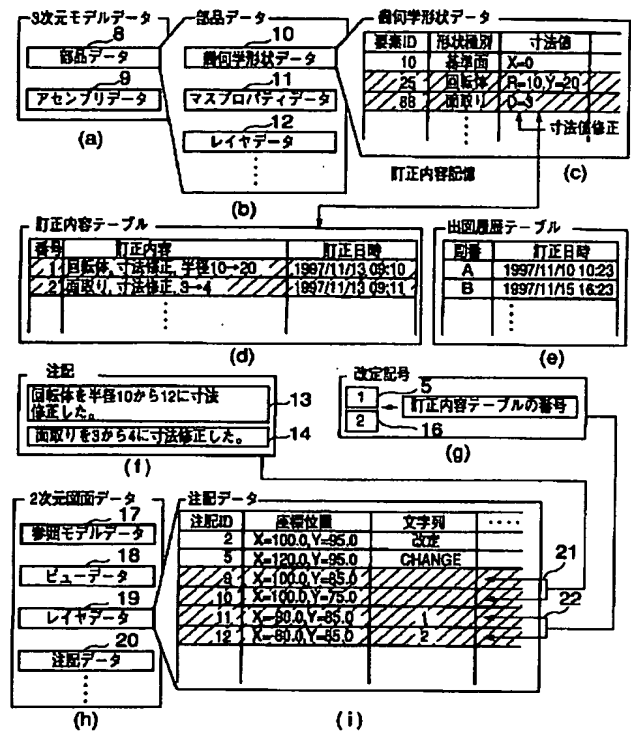 3次元モデルデータ
8
部品データ
9
アセンブリデータ
(a)
部品データ
10
幾何学形状データ
11
マスプロパティデータ
12
レイヤデータ
(b)
幾何学形状データ
要素ID 形状種別 寸法値
10 基準面 X=0
25 回転体 R=10,Y=20
88 面取り D=3
寸法値修正
(c)
訂正内容記憶
訂正内容テーブル
番号 訂正内容 訂正日時
1 回転体, 寸法修正, 半径10→20 1997/11/13 09:10
2 面取り, 寸法修正, 3→4 1997/11/13 09:11
(d)
出図履歴テーブル
図番 訂正日時
A 1997/11/10 10:23
B 1997/11/15 16:23
(e)
注記
回転体を半径10から12に寸法
修正した。
13
面取りを3から4に寸法修正した。
14
(f)
改定記号
1
5
2
16
訂正内容テーブルの番号
(g)
2次元図面データ
17
参照モデルデータ
18
ビューデータ
19
レイヤデータ
20
注記データ
(h)
注記データ
注記ID 座標位置 文字列 ‥‥
2 X=100.0,Y=95.0 改定
5 X=120.0,Y=95.0 CHANGE
9 X=100.0,Y=85.0
10 X=100.0,Y=75.0
11 X=80.0,Y=85.0 1
12 X=80.0,Y=85.0 2
21
22
(i)